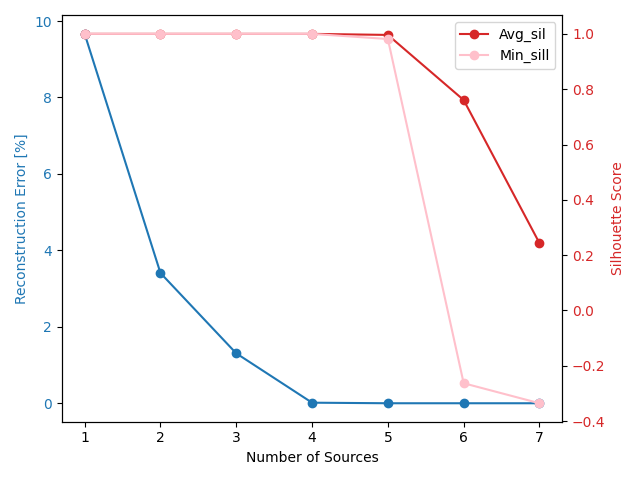 Avg_sil
Min_sill
Reconstruction Error [%]
10
8
6
4
2
0
1.0
0.8
0.6
0.4
0.2
0.0
−0.2
−0.4
Silhouette Score
1 2 3 4 5 6 7
Number of Sources